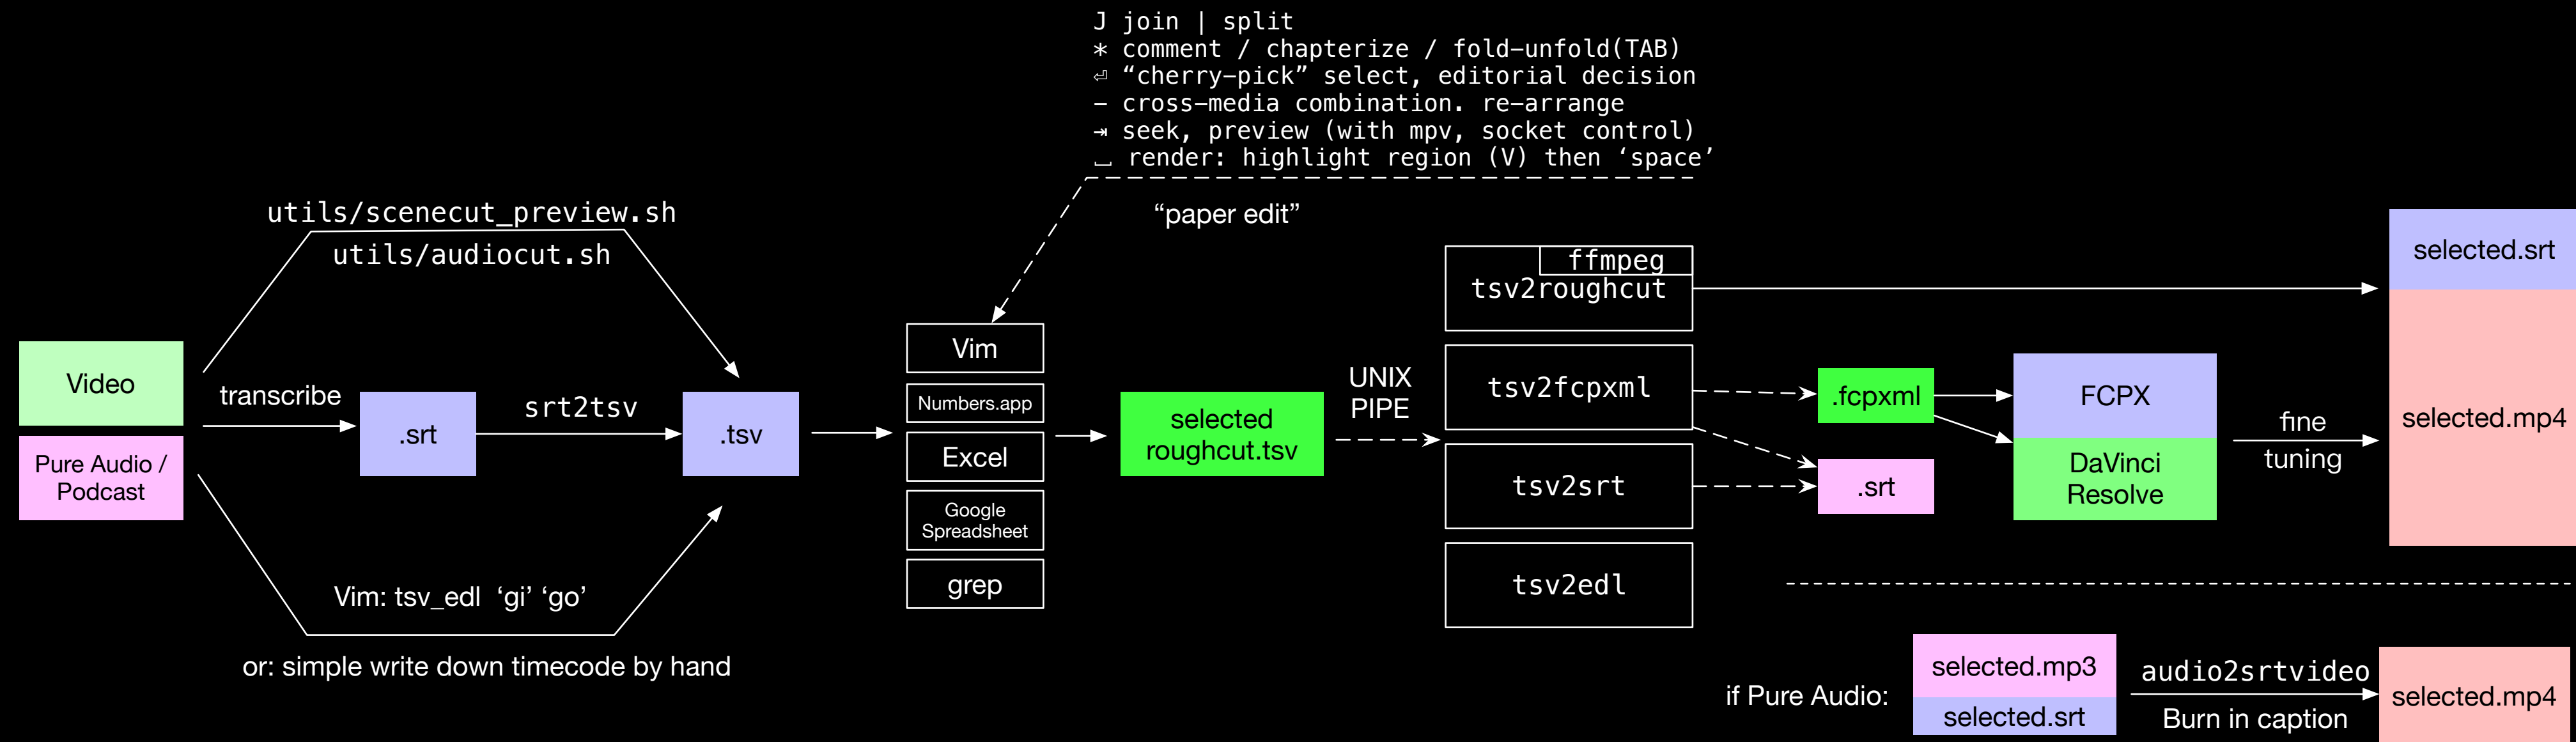 J join | split
* comment / chapterize / fold-unfold(TAB)
⏎ “cherry-pick” select, editorial decision
- cross-media combination. re-arrange
⇥ seek, preview (with mpv, socket control)
⎵ render: highlight region (V) then ‘space’
“paper edit”
utils/scenecut_preview.sh
utils/audiocut.sh
Video
Pure Audio /
Podcast
transcribe
.srt
srt2tsv
.tsv
Vim: tsv_edl ‘gi’ ‘go’
or: simple write down timecode by hand
Vim
Numbers.app
Excel
Google
Spreadsheet
grep
selected
roughcut.tsv
UNIX
PIPE
ffmpeg
tsv2roughcut
tsv2fcpxml
tsv2srt
tsv2edl
.fcpxml
.srt
FCPX
DaVinci
Resolve
fine
tuning
selected.srt
selected.mp4
if Pure Audio:
selected.mp3
selected.srt
audio2srtvideo
Burn in caption
selected.mp4